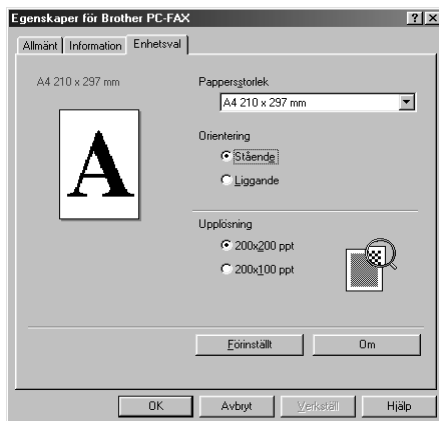 Egenskaper för Brother PC-FAX
Allmänt Information Enhetsval
A4 210 x 297 mm
Pappersstorlek
A4 210 x 297 mm
Orientering
Stående
Liggande
A
Upplösning
200x200 ppt
200x100 ppt
Förinställt Om
OK Avbryt Verkställ Hjälp